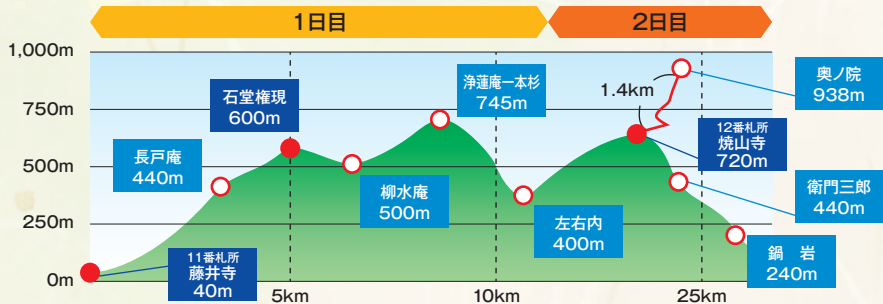 1日目
2日目
1,000m
750m
500m
250m
0m
11番札所
藤井寺
40m
長戸庵
440m
石堂権現
600m
柳水庵
500m
浄蓮庵一本杉
745m
左右内
400m
1.4km
12番札所
焼山寺
720m
奥ノ院
938m
衛門三郎
440m
鍋 岩
240m
5km
10km
25km